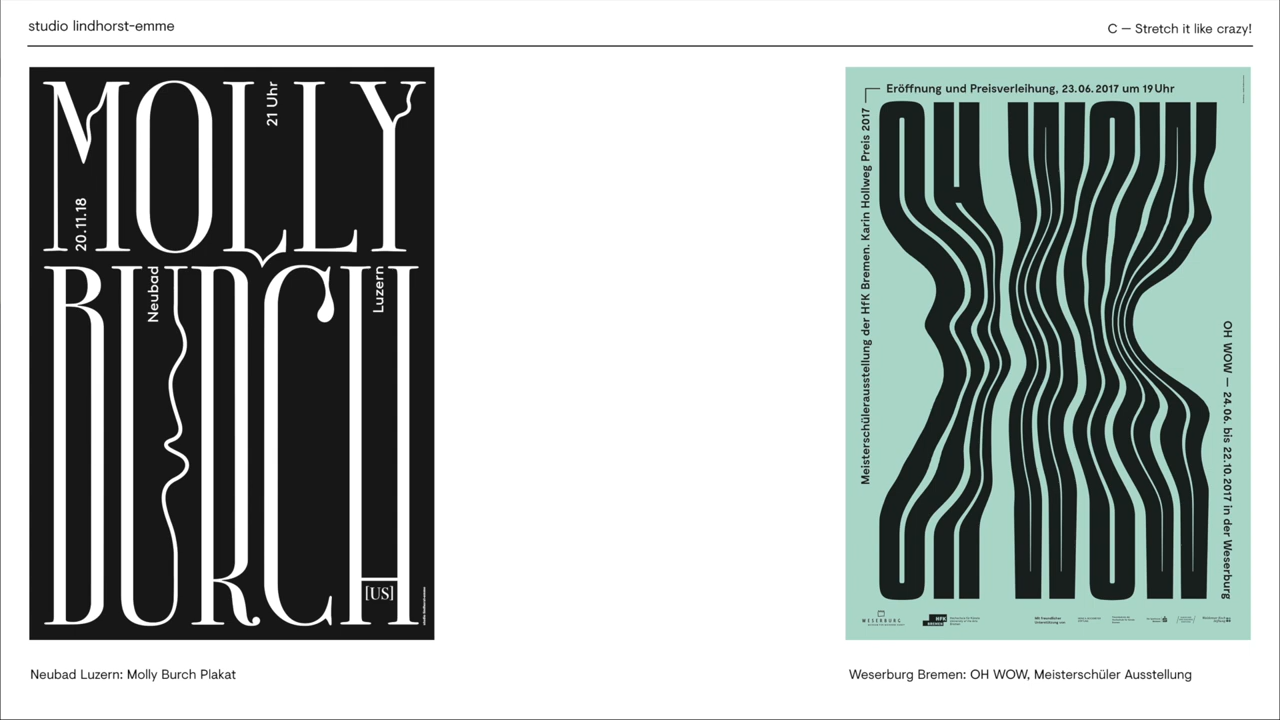 studio lindhorst-emme
C — Stretch it like crazy!
MOLLY
21 Uhr
20.11.18
BURCH
Neubad
Luzern
[US]
Eröffnung und Preisverleihung, 23.06.2017 um 19 Uhr
Meisterschülerausstellung der HfK Bremen. Karin Hollweg Preis 2017
OH WOW
OH WOW — 24.06. bis 22.10.2017 in der Weserburg
WESERBURG
HFK
BREMEN
Neubad Luzern: Molly Burch Plakat
Weserburg Bremen: OH WOW, Meisterschüler Ausstellung